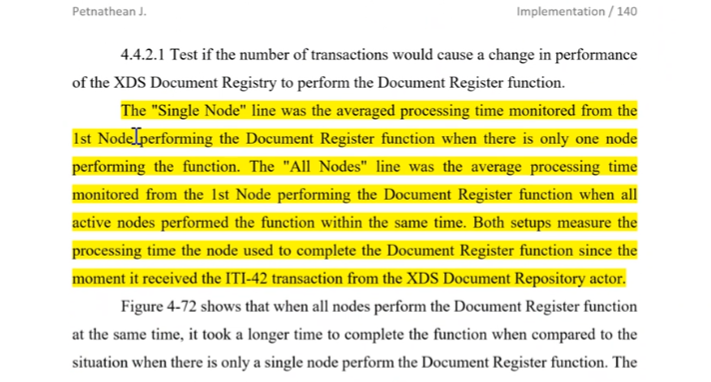 Petnathean J.
Implementation / 140
4.4.2.1 Test if the number of transactions would cause a change in performance
of the XDS Document Registry to perform the Document Register function.
The "Single Node" line was the averaged processing time monitored from the
1st Node performing the Document Register function when there is only one node
performing the function. The "All Nodes" line was the average processing time
monitored from the 1st Node performing the Document Register function when all
active nodes performed the function within the same time. Both setups measure the
processing time the node used to complete the Document Register function since the
moment it received the ITI-42 transaction from the XDS Document Repository actor.
Figure 4-72 shows that when all nodes perform the Document Register function
at the same time, it took a longer time to complete the function when compared to the
situation when there is only a single node perform the Document Register function. The